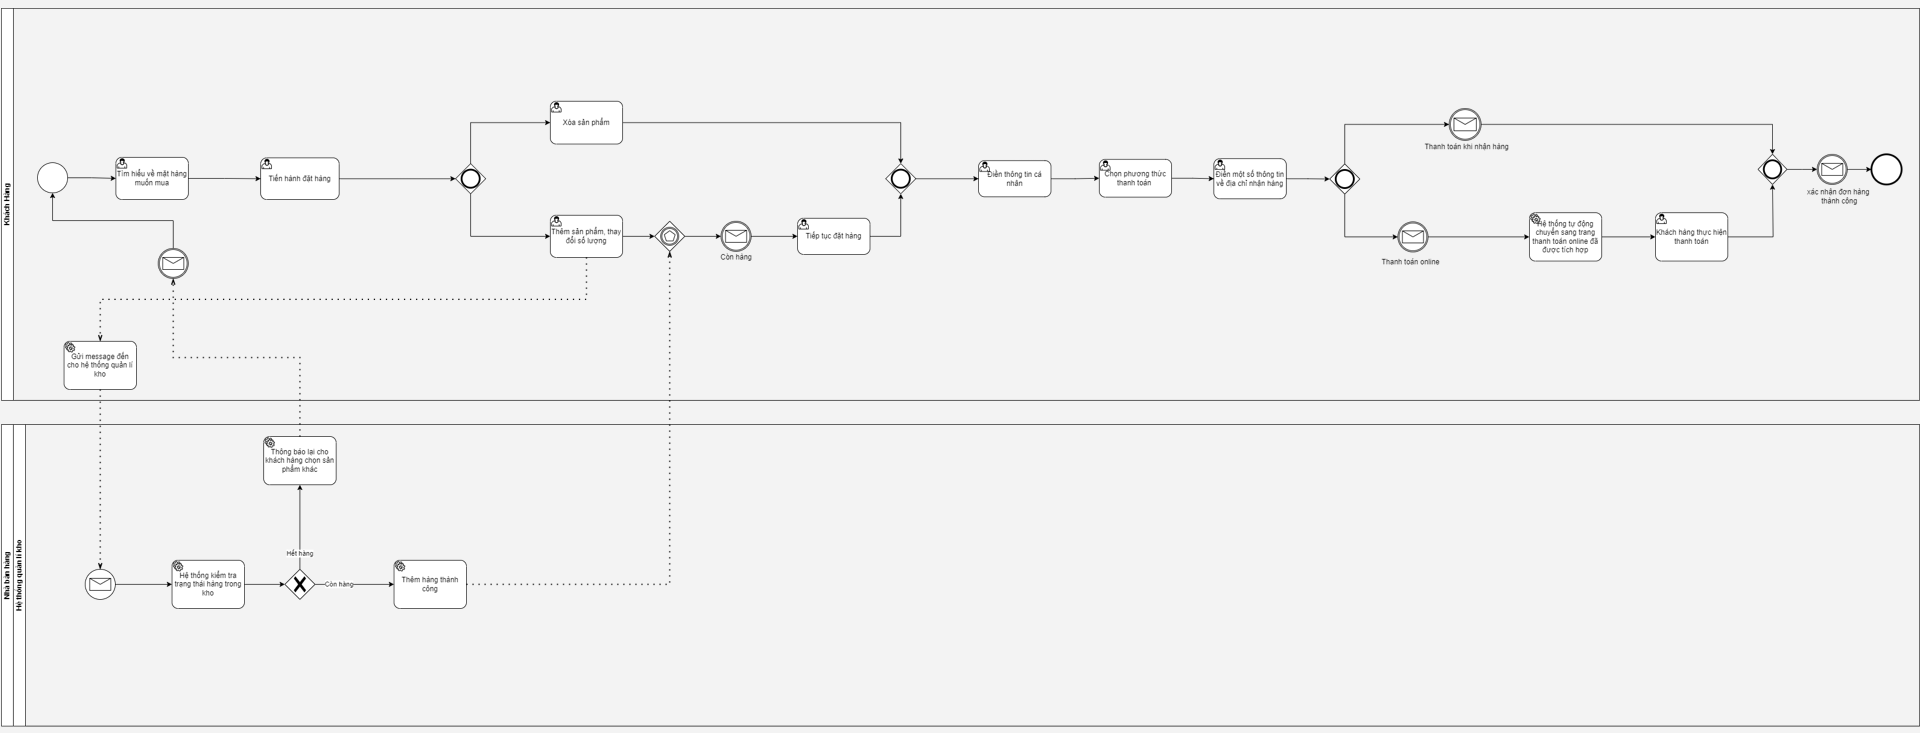 Khách Hàng
Tìm hiểu về mặt hàng
muốn mua
Tiến hành đặt hàng
Xóa sản phẩm
Thêm sản phẩm, thay
đổi số lượng
Còn hàng
Tiếp tục đặt hàng
Điền thông tin cá
nhân
Chọn phương thức
thanh toán
Điền một số thông tin
về địa chỉ nhận hàng
Thanh toán khi nhận hàng
Thanh toán online
Hệ thống tự động
chuyển sang trang
thanh toán online đã
được tích hợp
Khách hàng thực hiện
thanh toán
xác nhận đơn hàng
thành công
Gửi message đến
cho hệ thống quản lí
kho
Nhà bán hàng
Hệ thống quản lí kho
Thông báo lại cho
khách hàng chọn sản
phẩm khác
Hết hàng
Hệ thống kiểm tra
trạng thái hàng trong
kho
Còn hàng
Thêm hàng thành
công